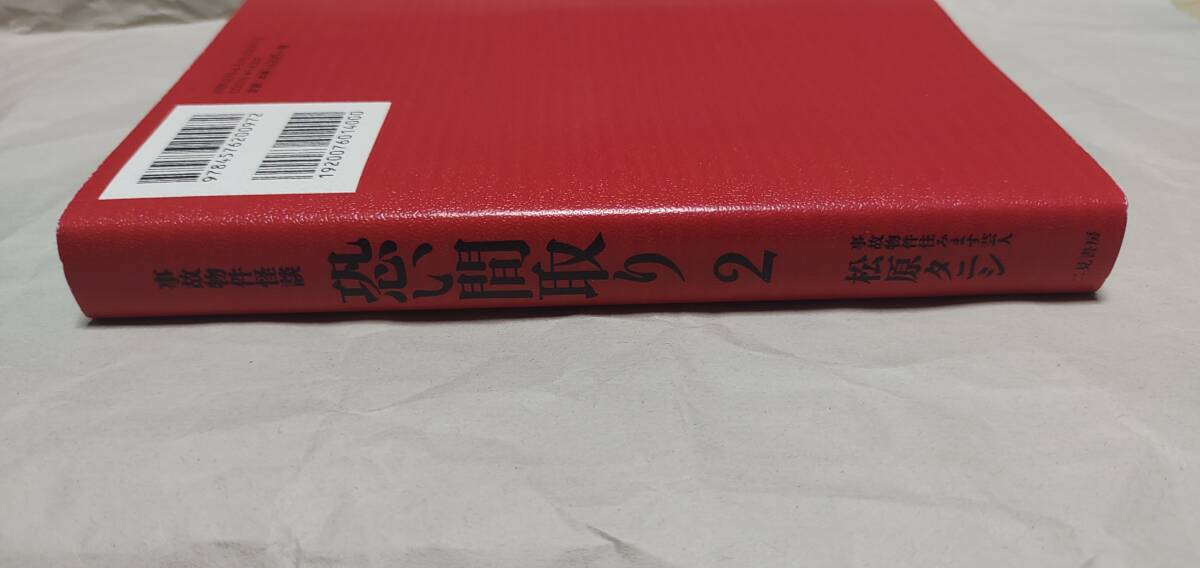 9784576200972
1920076014000
事故物件怪談
恐い間取り 2
事故物件住みます芸人
松原タニシ
二見書房